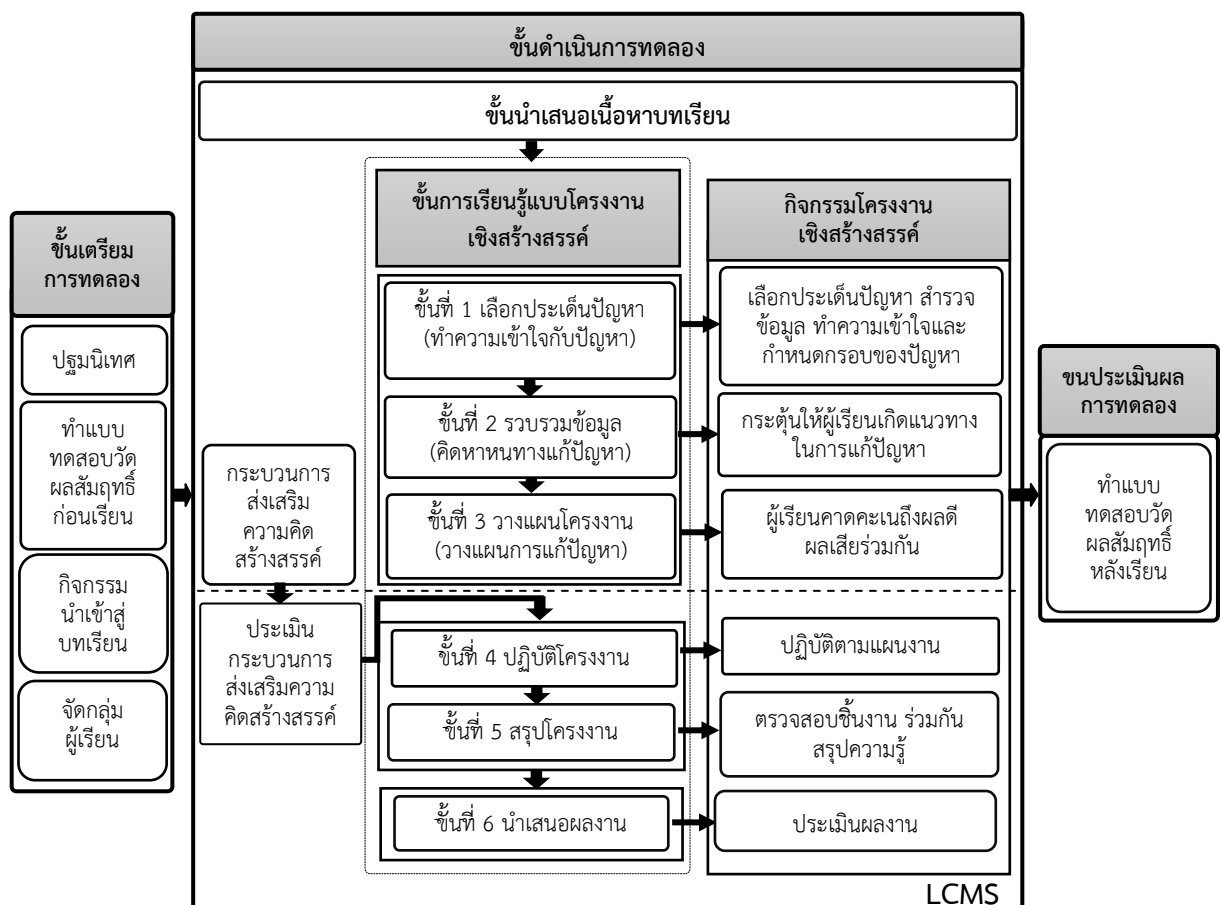 ขั้นดำเนินการทดลอง
ขั้นนำเสนอเนื้อหาบทเรียน
ขั้นเตรียม
การทดลอง
ปฐมนิเทศ
ทำแบบ
ทดสอบวัด
ผลสัมฤทธิ์
ก่อนเรียน
กิจกรรม
นำเข้าสู่
บทเรียน
จัดกลุ่ม
ผู้เรียน
กระบวนการ
ส่งเสริม
ความคิด
สร้างสรรค์
ประเมิน
กระบวนการ
ส่งเสริมความ
คิดสร้างสรรค์
ขั้นการเรียนรู้แบบโครงงาน
เชิงสร้างสรรค์
ขั้นที่ 1 เลือกประเด็นปัญหา
(ทำความเข้าใจกับปัญหา)
ขั้นที่ 2 รวบรวมข้อมูล
(คิดหาหนทางแก้ปัญหา)
ขั้นที่ 3 วางแผนโครงงาน
(วางแผนการแก้ปัญหา)
ขั้นที่ 4 ปฏิบัติโครงงาน
ขั้นที่ 5 สรุปโครงงาน
ขั้นที่ 6 นำเสนอผลงาน
กิจกรรมโครงงาน
เชิงสร้างสรรค์
เลือกประเด็นปัญหา สำรวจ
ข้อมูล ทำความเข้าใจและ
กำหนดกรอบของปัญหา
กระตุ้นให้ผู้เรียนเกิดแนวทาง
ในการแก้ปัญหา
ผู้เรียนคาดคะเนถึงผลดี
ผลเสียร่วมกัน
ปฏิบัติตามแผนงาน
ตรวจสอบชิ้นงาน ร่วมกัน
สรุปความรู้
ประเมินผลงาน
LCMS
ขนประเมินผล
การทดลอง
ทำแบบ
ทดสอบวัด
ผลสัมฤทธิ์
หลังเรียน